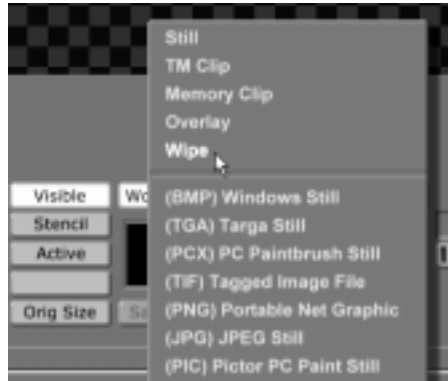 Still
TM Clip
Memory Clip
Overlay
Wipe
Visible
Stencil
Active
Orig Size
(BMP) Windows Still
(TGA) Targa Still
(PCX) PC Paintbrush Still
(TIF) Tagged Image File
(PNG) Portable Net Graphic
(JPG) JPEG Still
(PIC) Pictor PC Paint Still